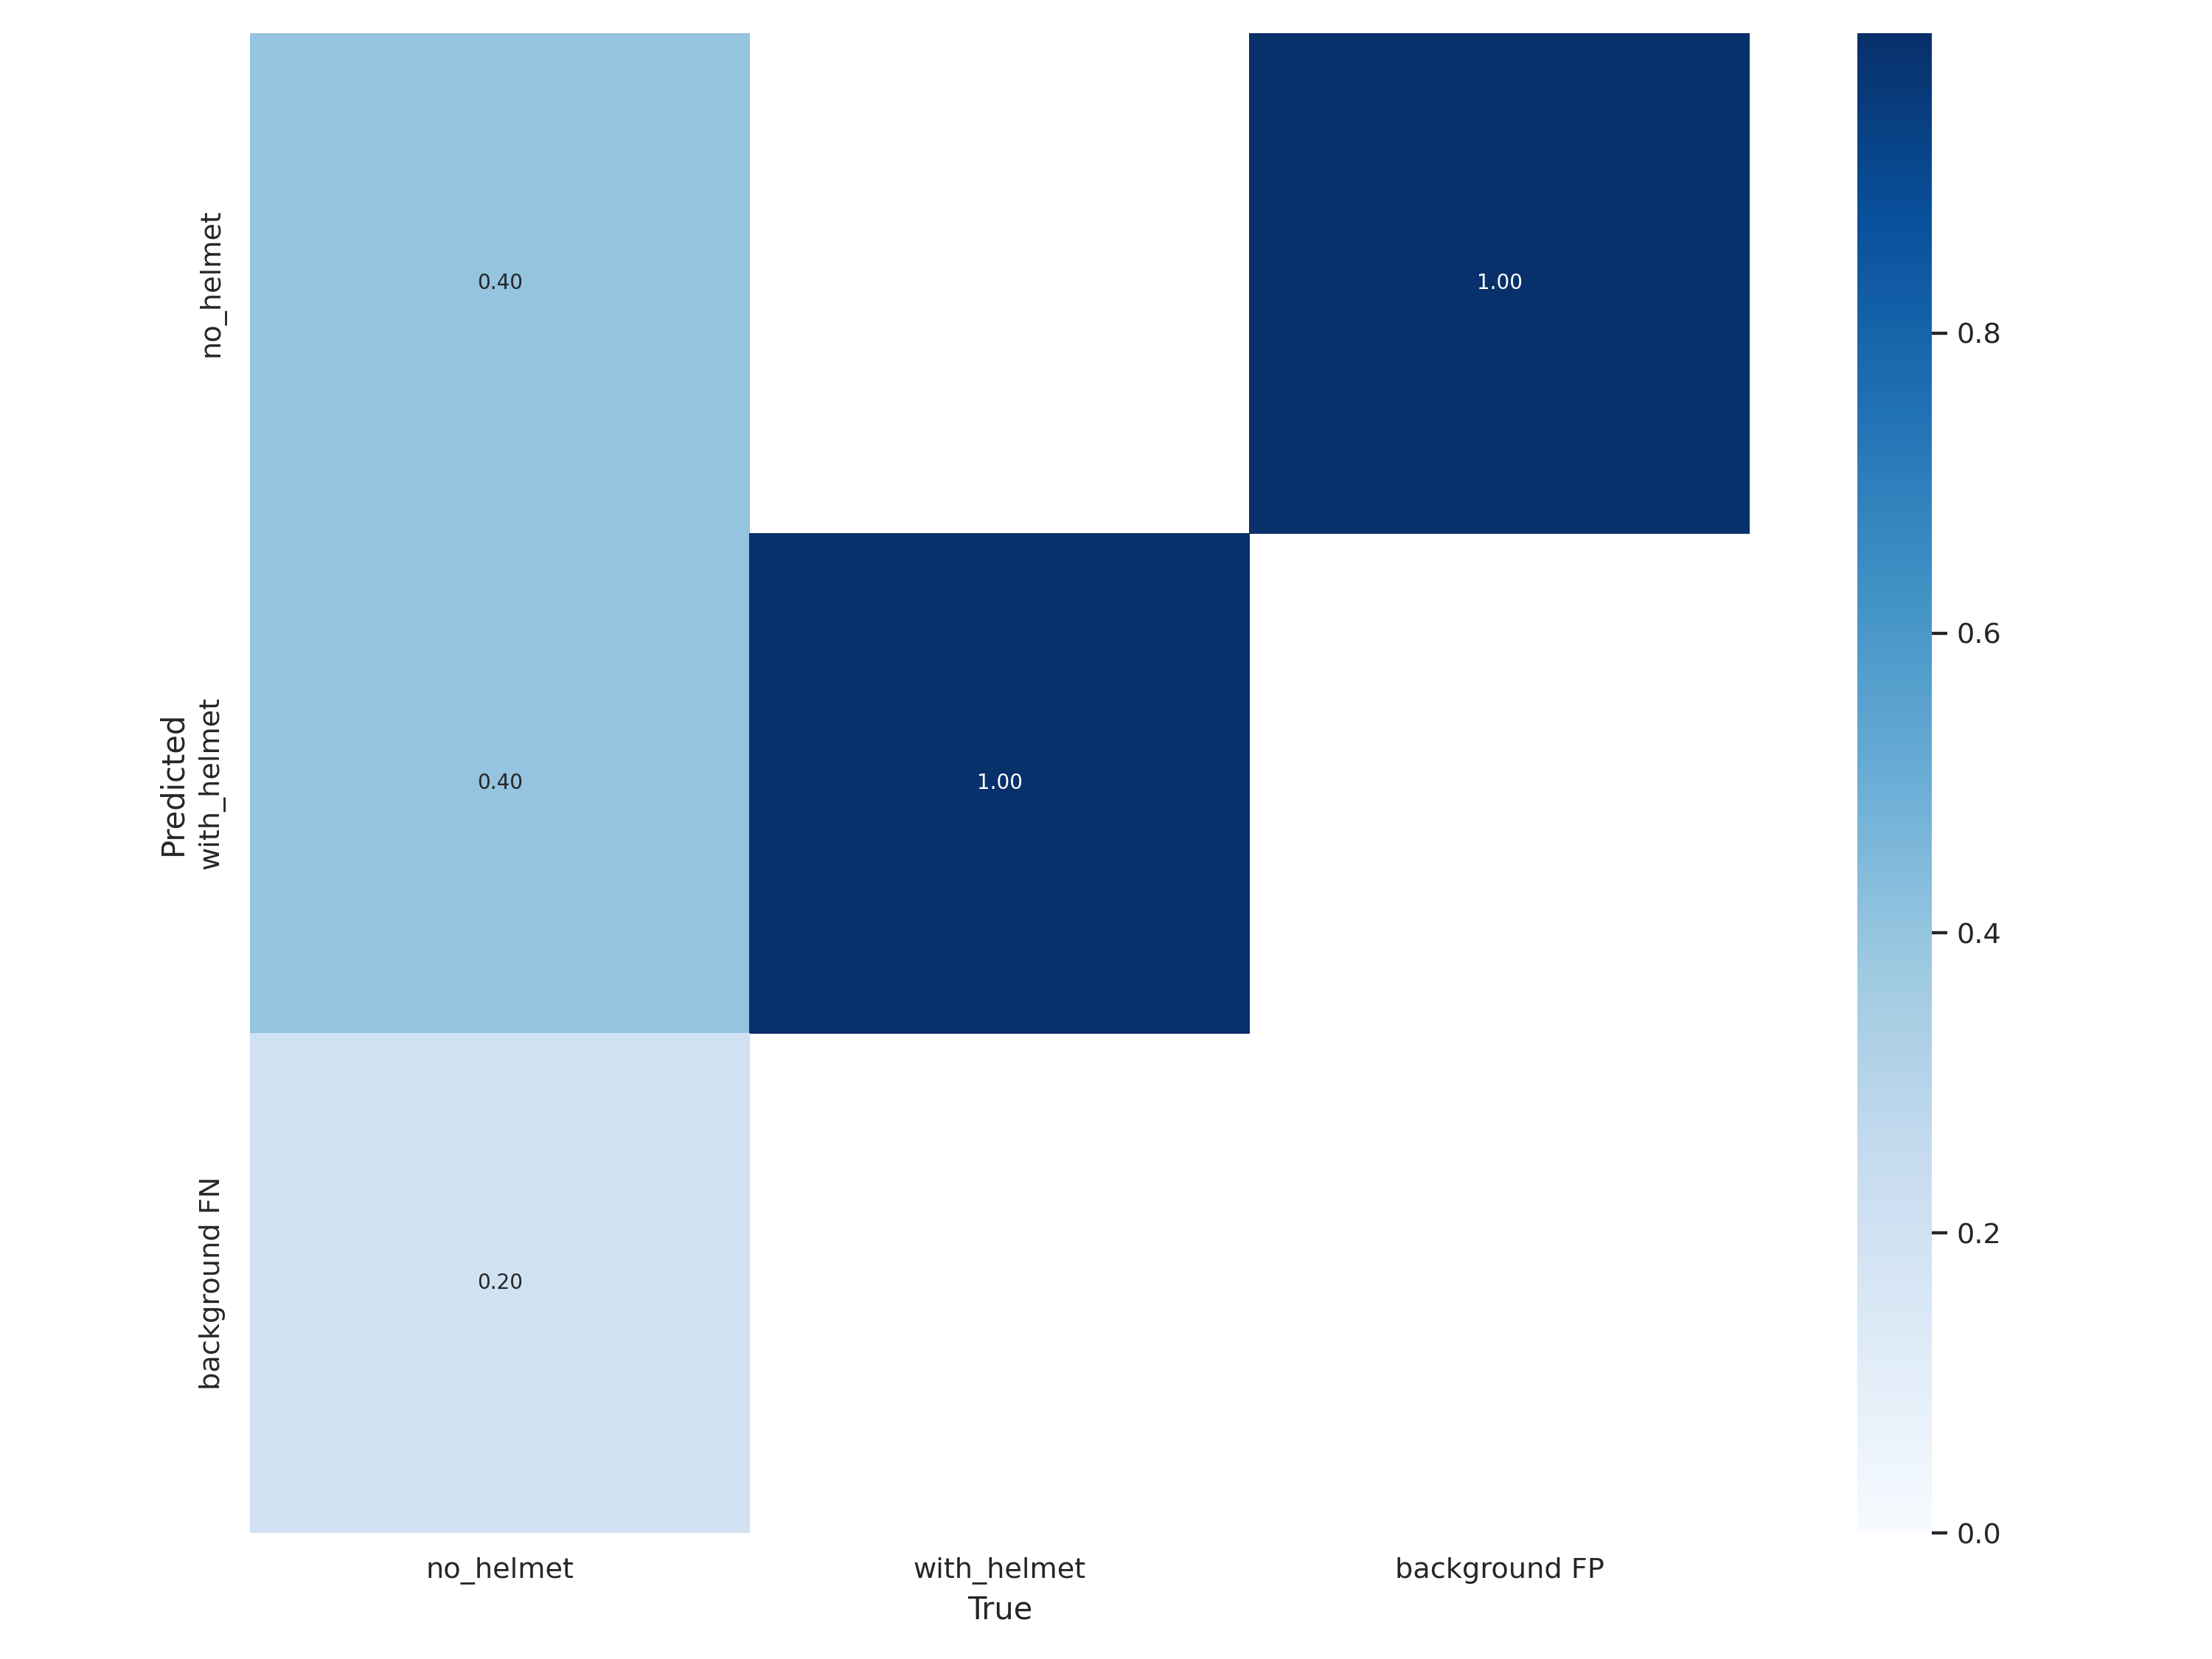 no_helmet
0.40
1.00
0.8
0.6
Predicted
with_helmet
0.40
1.00
0.4
background FN
0.20
0.2
0.0
no_helmet
with_helmet
background FP
True